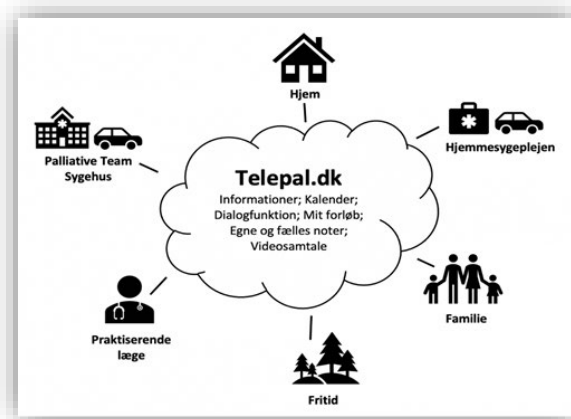 Hjem
Palliative Team
Sygehus
Hjemmesygeplejen
Telepal.dk
Informationer; Kalender;
Dialogfunktion; Mit forløb;
Egne og fælles noter;
Videosamtale
Familie
Praktiserende
læge
Fritid